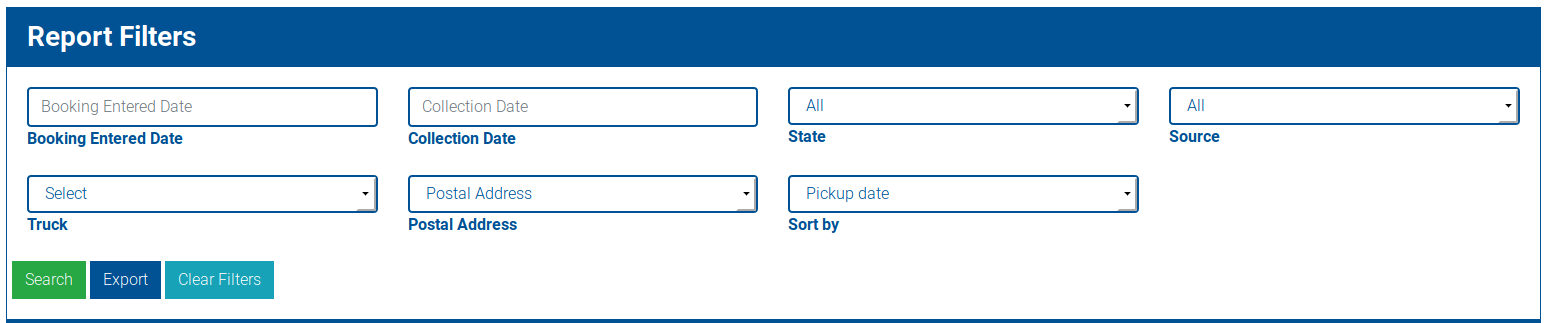 Report Filters
Booking Entered Date
Collection Date
All
All
Booking Entered Date
Collection Date
State
Source
Select
Postal Address
Pickup date
Truck
Postal Address
Sort by
Search
Export
Clear Filters